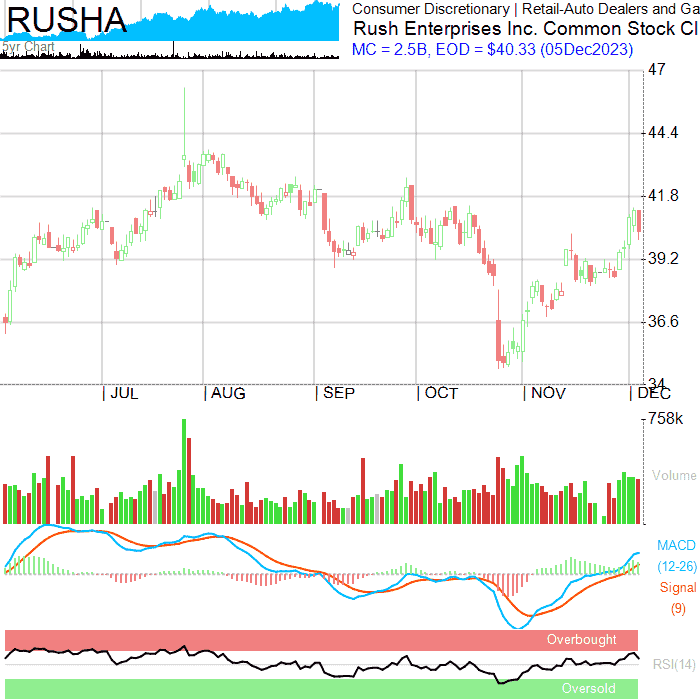 RUSHA
5yr Chart
Consumer Discretionary | Retail-Auto Dealers and Ga
Rush Enterprises Inc. Common Stock Cl
MC = 2.5B, EOD = $40.33 (05Dec2023)
47
44.4
41.8
39.2
36.6
34
| JUL | AUG | SEP | OCT | NOV | DEC
758k
Volume
MACD
(12-26)
Signal
(9)
Overbought
RSI(14)
Oversold